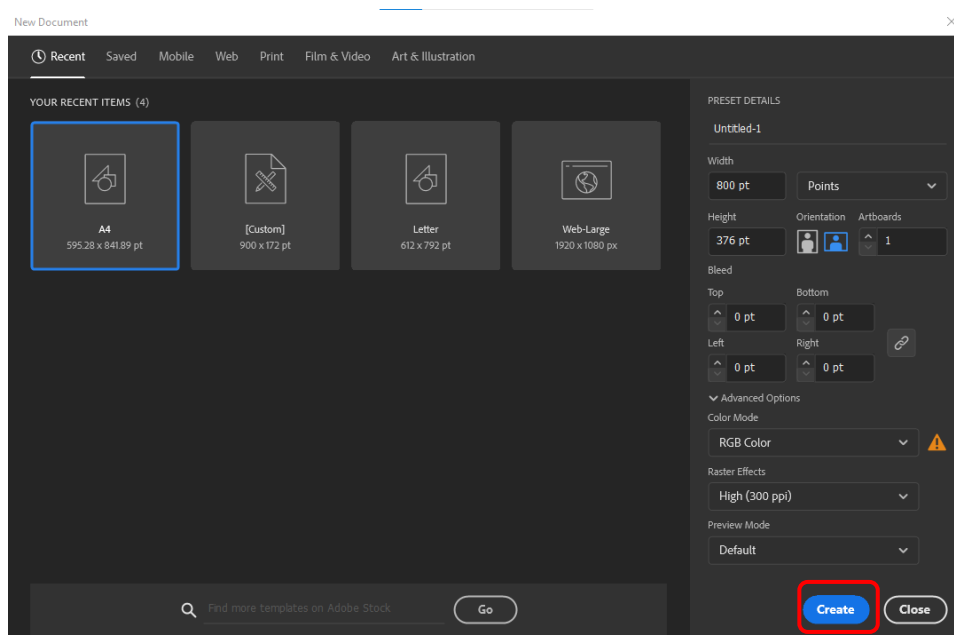 New Document
Recent Saved Mobile Web Print Film & Video Art & Illustration
YOUR RECENT ITEMS (4)
A4
595.28 x 841.89 pt
[Custom]
900 x 172 pt
Letter
612 x 792 pt
Web-Large
1920 x 1080 px
Find more templates on Adobe Stock
Go
PRESET DETAILS
Untitled-1
Width
800 pt Points
Height Orientation Artboards
376 pt 1
Bleed
Top Bottom
0 pt 0 pt
Left Right
0 pt 0 pt
Advanced Options
Color Mode
RGB Color
Raster Effects
High (300 ppi)
Preview Mode
Default
Create Close